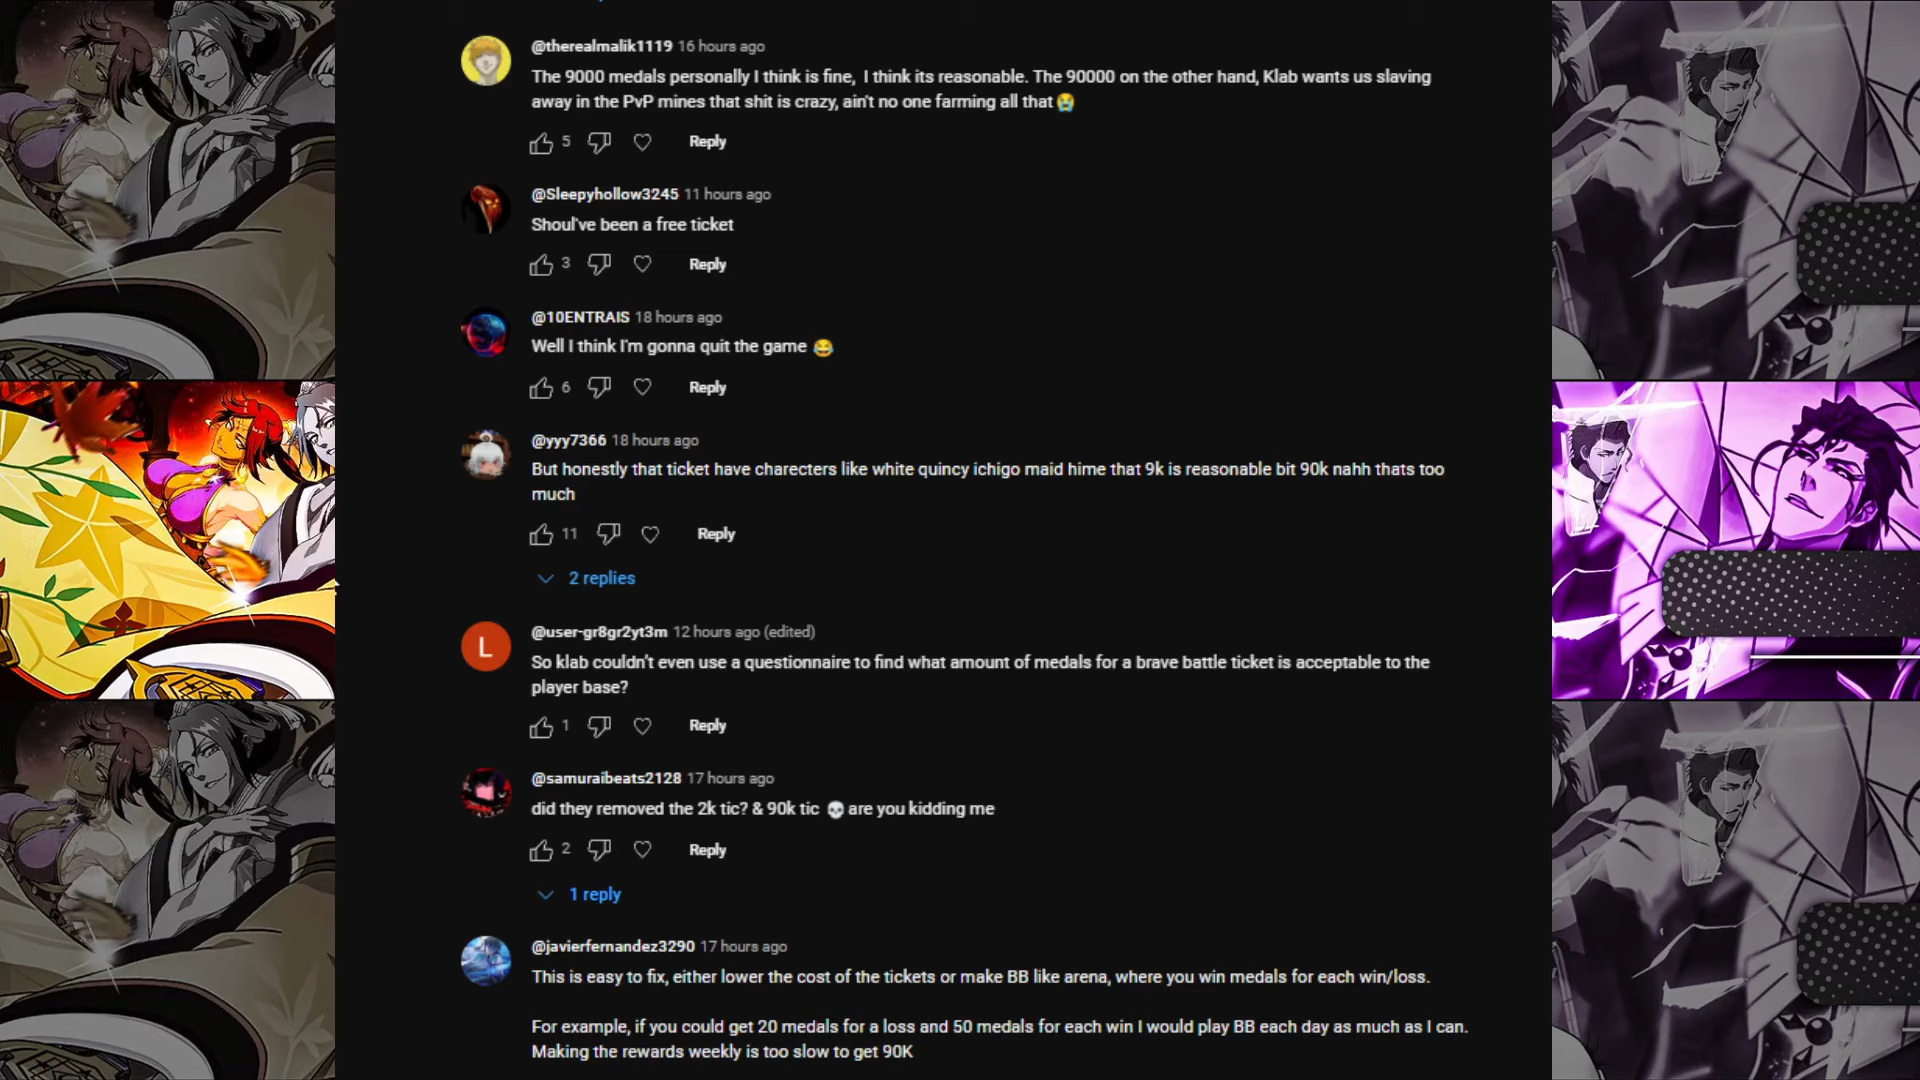 @therealmalik1119 16 hours ago
The 9000 medals personally I think is fine, I think its reasonable. The 90000 on the other hand, Klab wants us slaving
away in the PvP mines that shit is crazy, ain't no one farming all that😭
5 Reply
@Sleepyhollow3245 11 hours ago
Shoul've been a free ticket
3 Reply
@10ENTRAIS 18 hours ago
Well I think I'm gonna quit the game 😂
6 Reply
@yyy7366 18 hours ago
But honestly that ticket have charecters like white quincy ichigo maid hime that 9k is reasonable bit 90k nahh thats too
much
11 Reply
2 replies
L
@user-gr8gr2yt3m 12 hours ago (edited)
So klab couldn't even use a questionnaire to find what amount of medals for a brave battle ticket is acceptable to the
player base?
1 Reply
@samuraibeats2128 17 hours ago
did they removed the 2k tic? & 90k tic 💀 are you kidding me
2 Reply
1 reply
@javierfernandez3290 17 hours ago
This is easy to fix, either lower the cost of the tickets or make BB like arena, where you win medals for each win/loss.
For example, if you could get 20 medals for a loss and 50 medals for each win I would play BB each day as much as I can.
Making the rewards weekly is too slow to get 90K